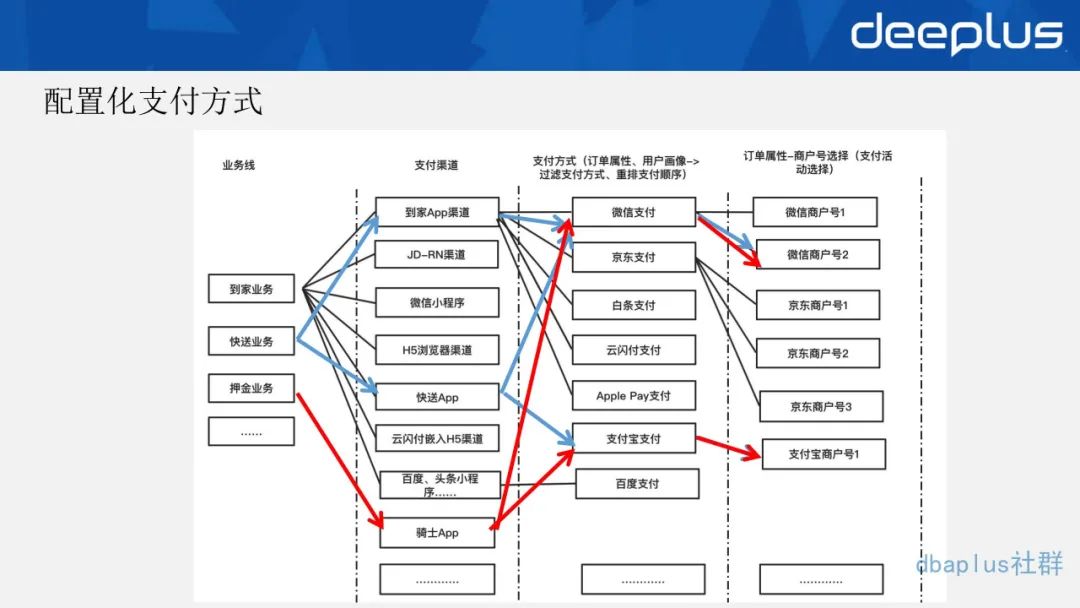 deeplus
配置化支付方式
业务线
支付渠道
支付方式（订单属性、用户画像->
过滤支付方式、重排支付顺序）
订单属性-商户号选择（支付活
动选择）
到家业务
快送业务
押金业务
……
到家App渠道
JD-RN渠道
微信小程序
H5浏览器渠道
快送App
云闪付嵌入H5渠道
百度、头条小程
序……
骑士App
…………
微信支付
京东支付
白条支付
云闪付支付
Apple Pay支付
支付宝支付
百度支付
…………
微信商户号1
微信商户号2
京东商户号1
京东商户号2
京东商户号3
支付宝商户号1
…………
dbaplus社群